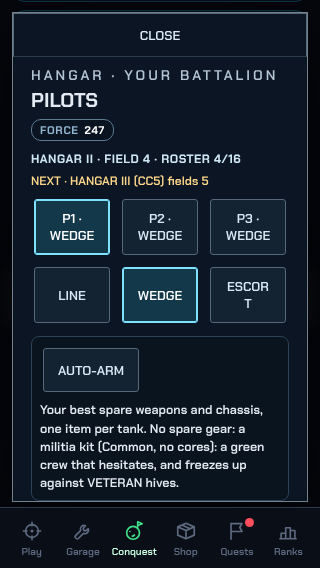 CLOSE
HANGAR · YOUR BATTALION
PILOTS
FORCE 247
HANGAR II · FIELD 4 · ROSTER 4/16
NEXT · HANGAR III (CC5) fields 5
P1 ·
WEDGE
P2 ·
WEDGE
P3 ·
WEDGE
LINE
WEDGE
ESCOR
T
AUTO-ARM
Your best spare weapons and chassis,
one item per tank. No spare gear: a
militia kit (Common, no cores): a green
crew that hesitates, and freezes up
against VETERAN hives.
Play
Garage
Conquest
Shop
Quests
Ranks